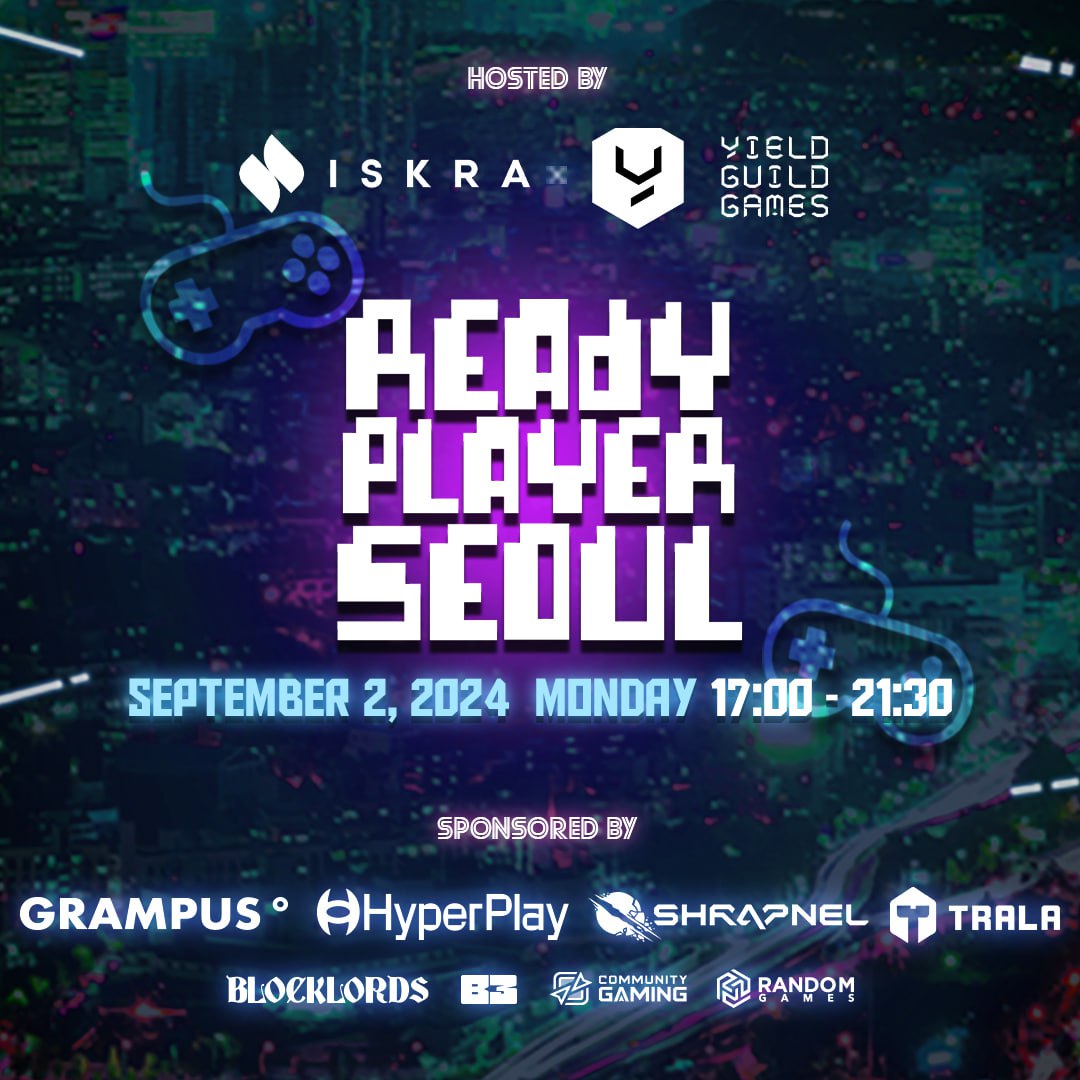 HOSTED BY
ISKRA x YIELD GUILD GAMES
READY
PLAYER
SEOUL
SEPTEMBER 2, 2024 MONDAY 17:00 - 21:30
SPONSORED BY
GRAMPUS HyperPlay SHRAPNEL TRALA
BLOCKLORDS B3 COMMUNITY GAMING RANDOM GAMES